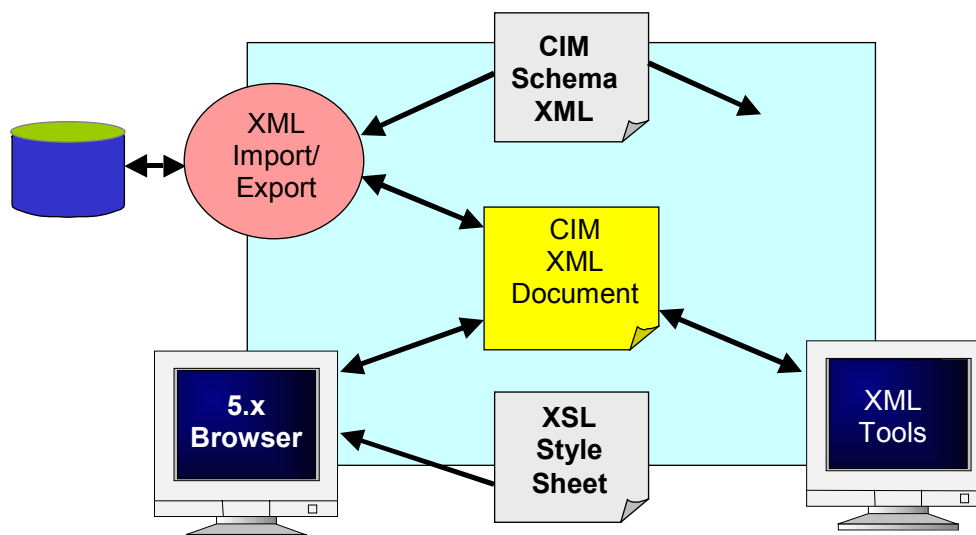 CIM
Schema
XML
XML
Import/
Export
CIM
XML
Document
5.x
Browser
XSL
Style
Sheet
XML
Tools